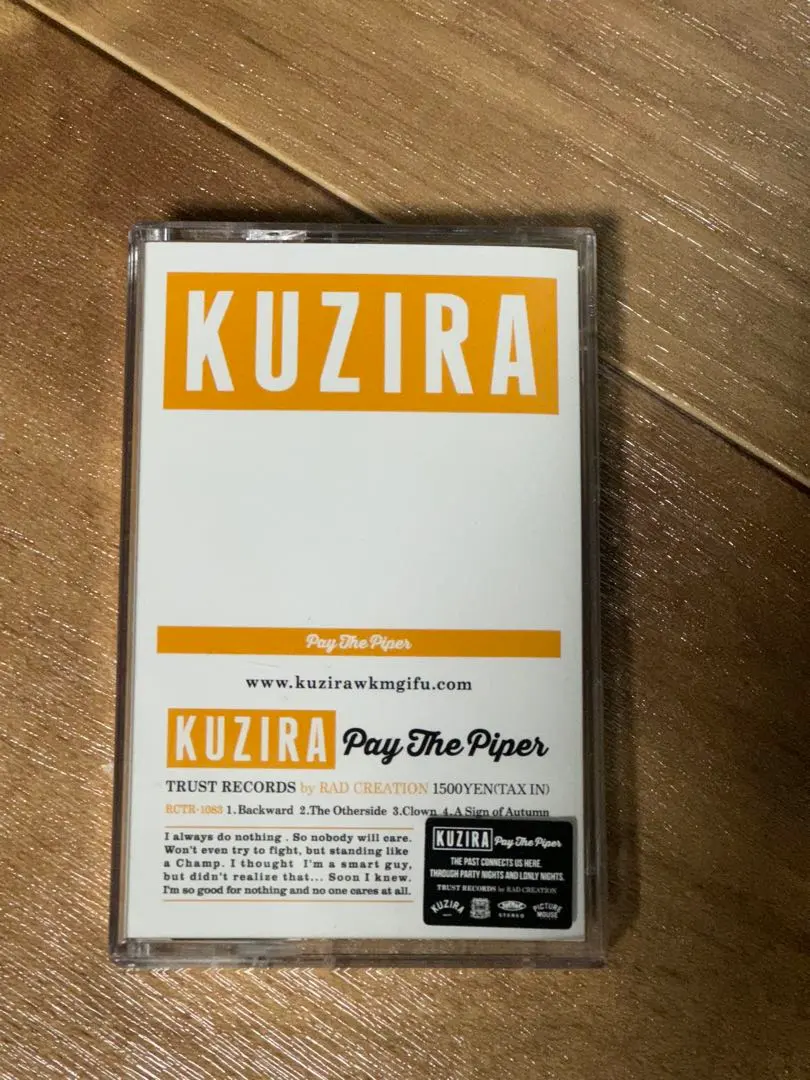 KUZIRA
Pay The Piper
www.kuzirawkmgifu.com
KUZIRA Pay The Piper
TRUST RECORDS by RAD CREATION 1500YEN(TAX IN)
RCTR-1083 1.Backward 2.The Otherside 3.Clown 4.A Sign of Autumn
I always do nothing . So nobody will care.
Won't even try to fight, but standing like
a Champ. I thought I'm a smart guy,
but didn't realize that... Soon I knew.
I'm so good for nothing and no one cares at all.
KUZIRA Pay The Piper
THE PAST CONNECTS US HERE.
THROUGH PARTY NIGHTS AND LONLY NIGHTS.
TRUST RECORDS by RAD CREATION
KUZIRA
STEREO
PICTURE
MOUSE